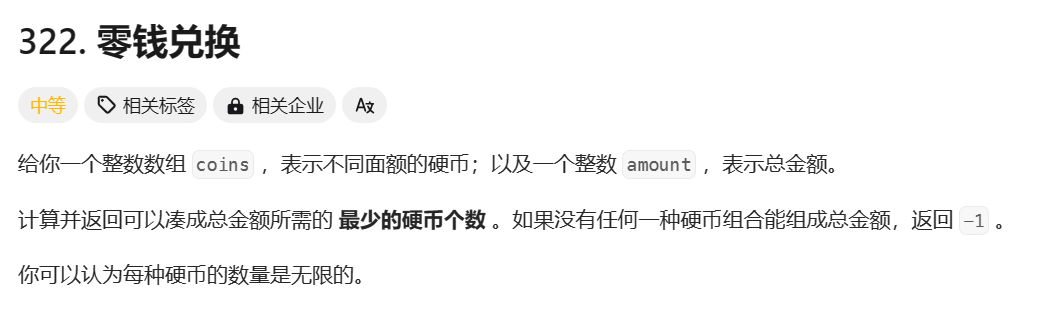 322. 零钱兑换
中等 相关标签 相关企业 A文
给你一个整数数组 coins ，表示不同面额的硬币；以及一个整数 amount ，表示总金额。
计算并返回可以凑成总金额所需的 最少的硬币个数 。如果没有任何一种硬币组合能组成总金额，返回 -1 。
你可以认为每种硬币的数量是无限的。